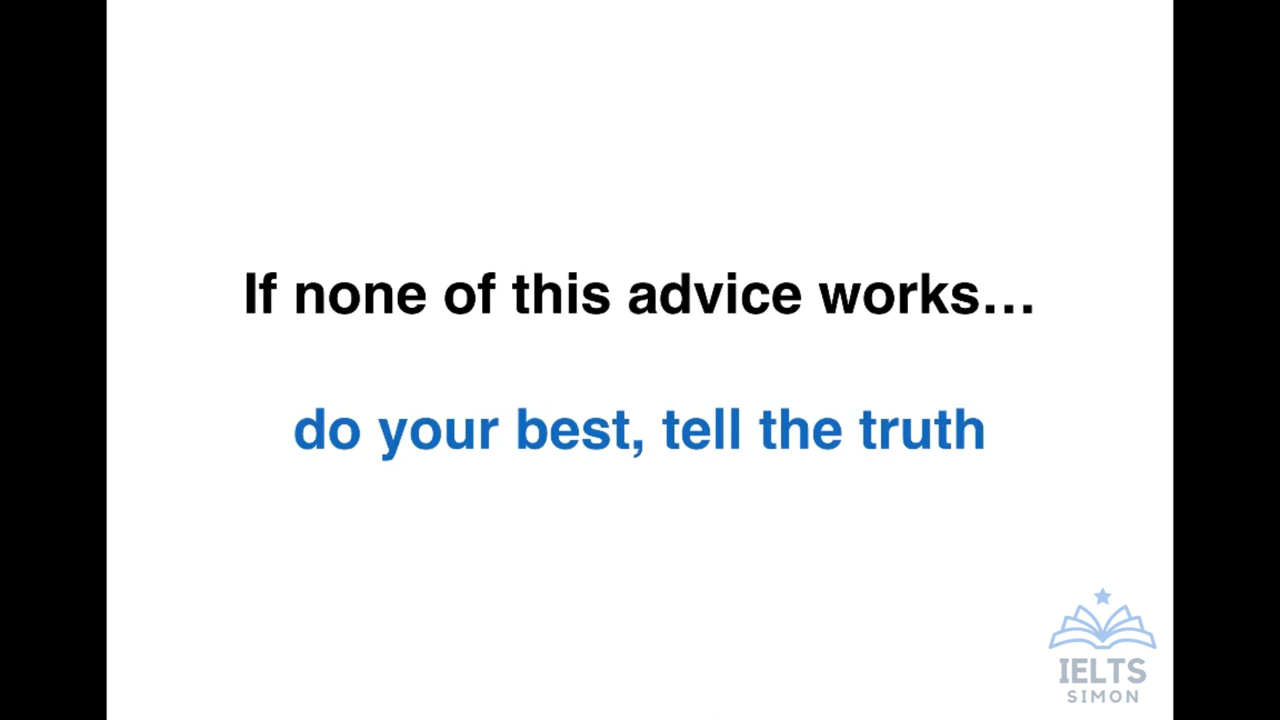 If none of this advice works…
do your best, tell the truth
IELTS
SIMON